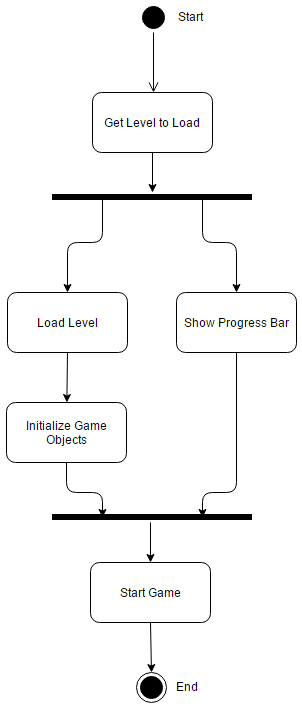 Start
Get Level to Load
Load Level
Show Progress Bar
Initialize Game
Objects
Start Game
End